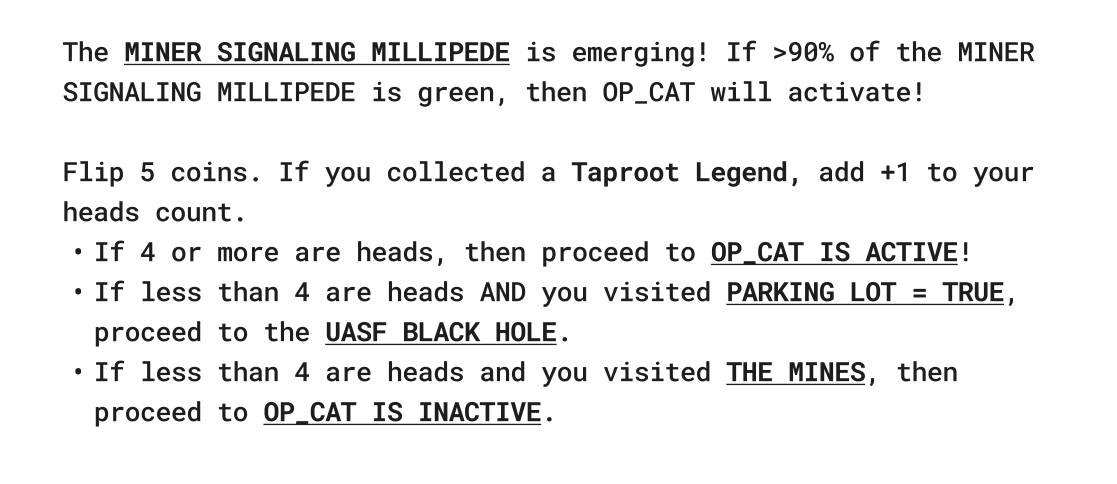 The MINER SIGNALING MILLIPEDE is emerging! If >90% of the MINER
SIGNALING MILLIPEDE is green, then OP_CAT will activate!
Flip 5 coins. If you collected a Taproot Legend, add +1 to your
heads count.
• If 4 or more are heads, then proceed to OP_CAT IS ACTIVE!
• If less than 4 are heads AND you visited PARKING LOT = TRUE,
proceed to the UASF BLACK HOLE.
• If less than 4 are heads and you visited THE MINES, then
proceed to OP_CAT IS INACTIVE.